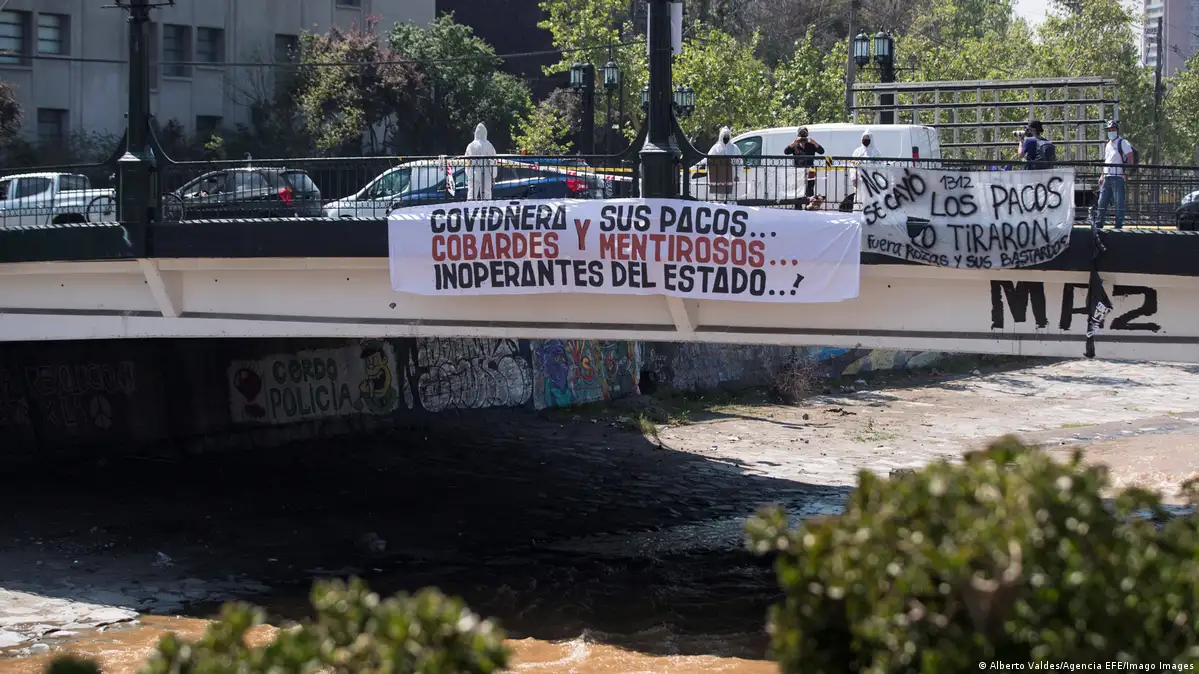 COVIDÑERA SUS PACOS...
COBARDES Y MENTIROSOS...
INOPERANTES DEL ESTADO..!
NO 1312
SE CAYÓ LOS PACOS
LO TIRARON
FUERA ROZAS Y SUS BASTARDOS
CERDO
POLICIA
© Alberto Valdes/Agencia EFE/Imago Images